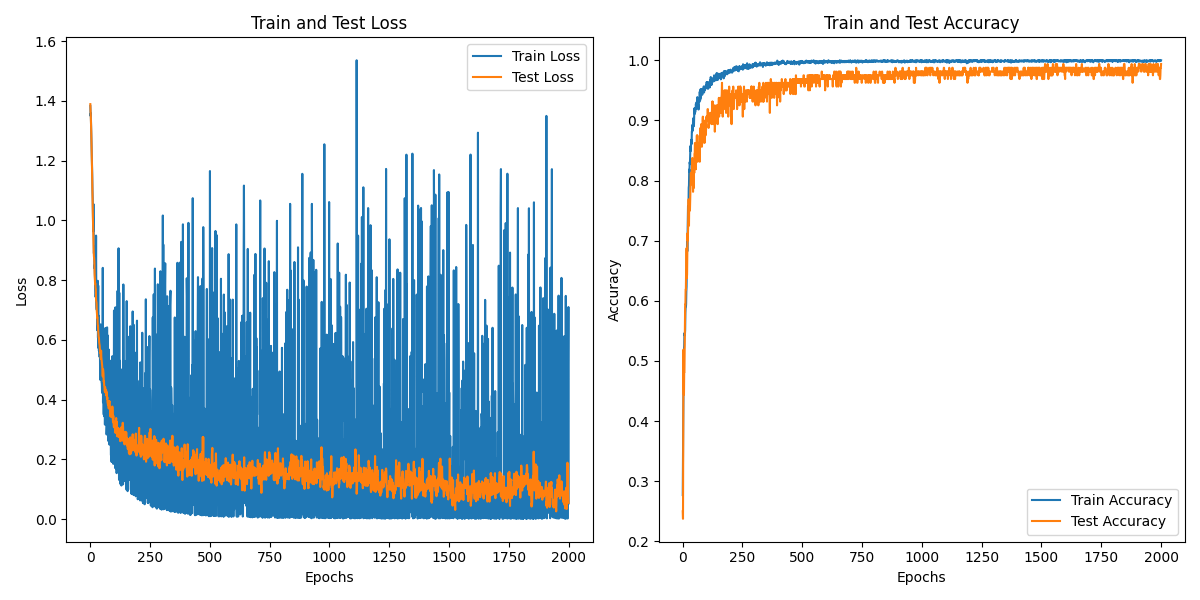 Train and Test Loss
1.6
1.4
1.2
1.0
0.8
0.6
0.4
0.2
0.0
Loss
0 250 500 750 1000 1250 1500 1750 2000
Epochs
Train Loss
Test Loss
Train and Test Accuracy
1.0
0.9
0.8
0.7
0.6
0.5
0.4
0.3
0.2
Accuracy
0 250 500 750 1000 1250 1500 1750 2000
Epochs
Train Accuracy
Test Accuracy